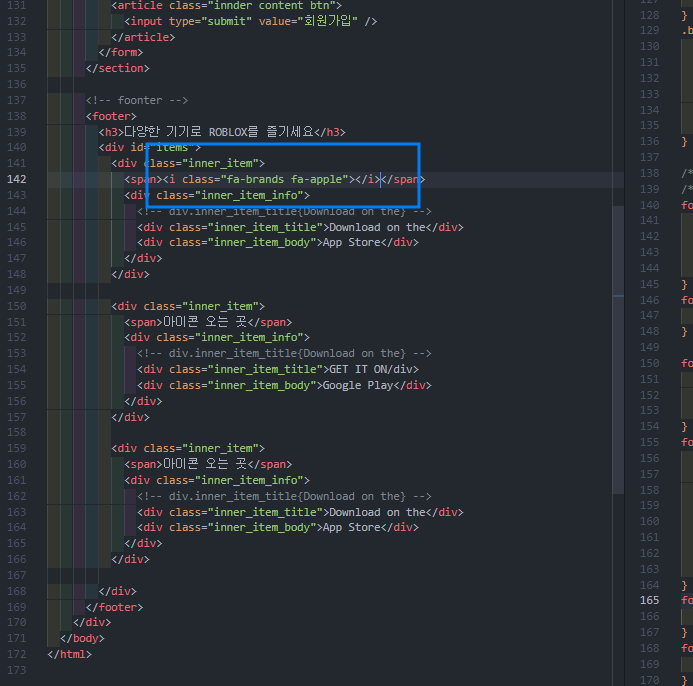 131 <article class="innder content btn">
132 <input type="submit" value="회원가입" />
133 </article>
134 </form>
135 </section>
136
137 <!-- foonter -->
138 <footer>
139 <h3>다양한 기기로 ROBLOX를 즐기세요</h3>
140 <div id="items">
141 <div class="inner_item">
142 <span><i class="fa-brands fa-apple"></i></span>
143 <div class="inner_item_info">
144 <!-- div.inner_item_title{Download on the} -->
145 <div class="inner_item_title">Download on the</div>
146 <div class="inner_item_body">App Store</div>
147 </div>
148 </div>
149
150 <div class="inner_item">
151 <span>아이콘 오는 곳</span>
152 <div class="inner_item_info">
153 <!-- div.inner_item_title{Download on the} -->
154 <div class="inner_item_title">GET IT ON/div>
155 <div class="inner_item_body">Google Play</div>
156 </div>
157 </div>
158
159 <div class="inner_item">
160 <span>아이콘 오는 곳</span>
161 <div class="inner_item_info">
162 <!-- div.inner_item_title{Download on the} -->
163 <div class="inner_item_title">Download on the</div>
164 <div class="inner_item_body">App Store</div>
165 </div>
166 </div>
167
168 </div>
169 </footer>
170 </div>
171 </body>
172 </html>
173
128 }
129 .b
130
131
132
133
134
135
136 }
137
138 /*
139 /*
140 fo
141
142
143
144
145 }
146 fo
147
148 }
149
150 fo
151
152
153
154 }
155 fo
156
157
158
159
160
161
162
163
164 }
165 fo
166
167 }
168 fo
169
170 }